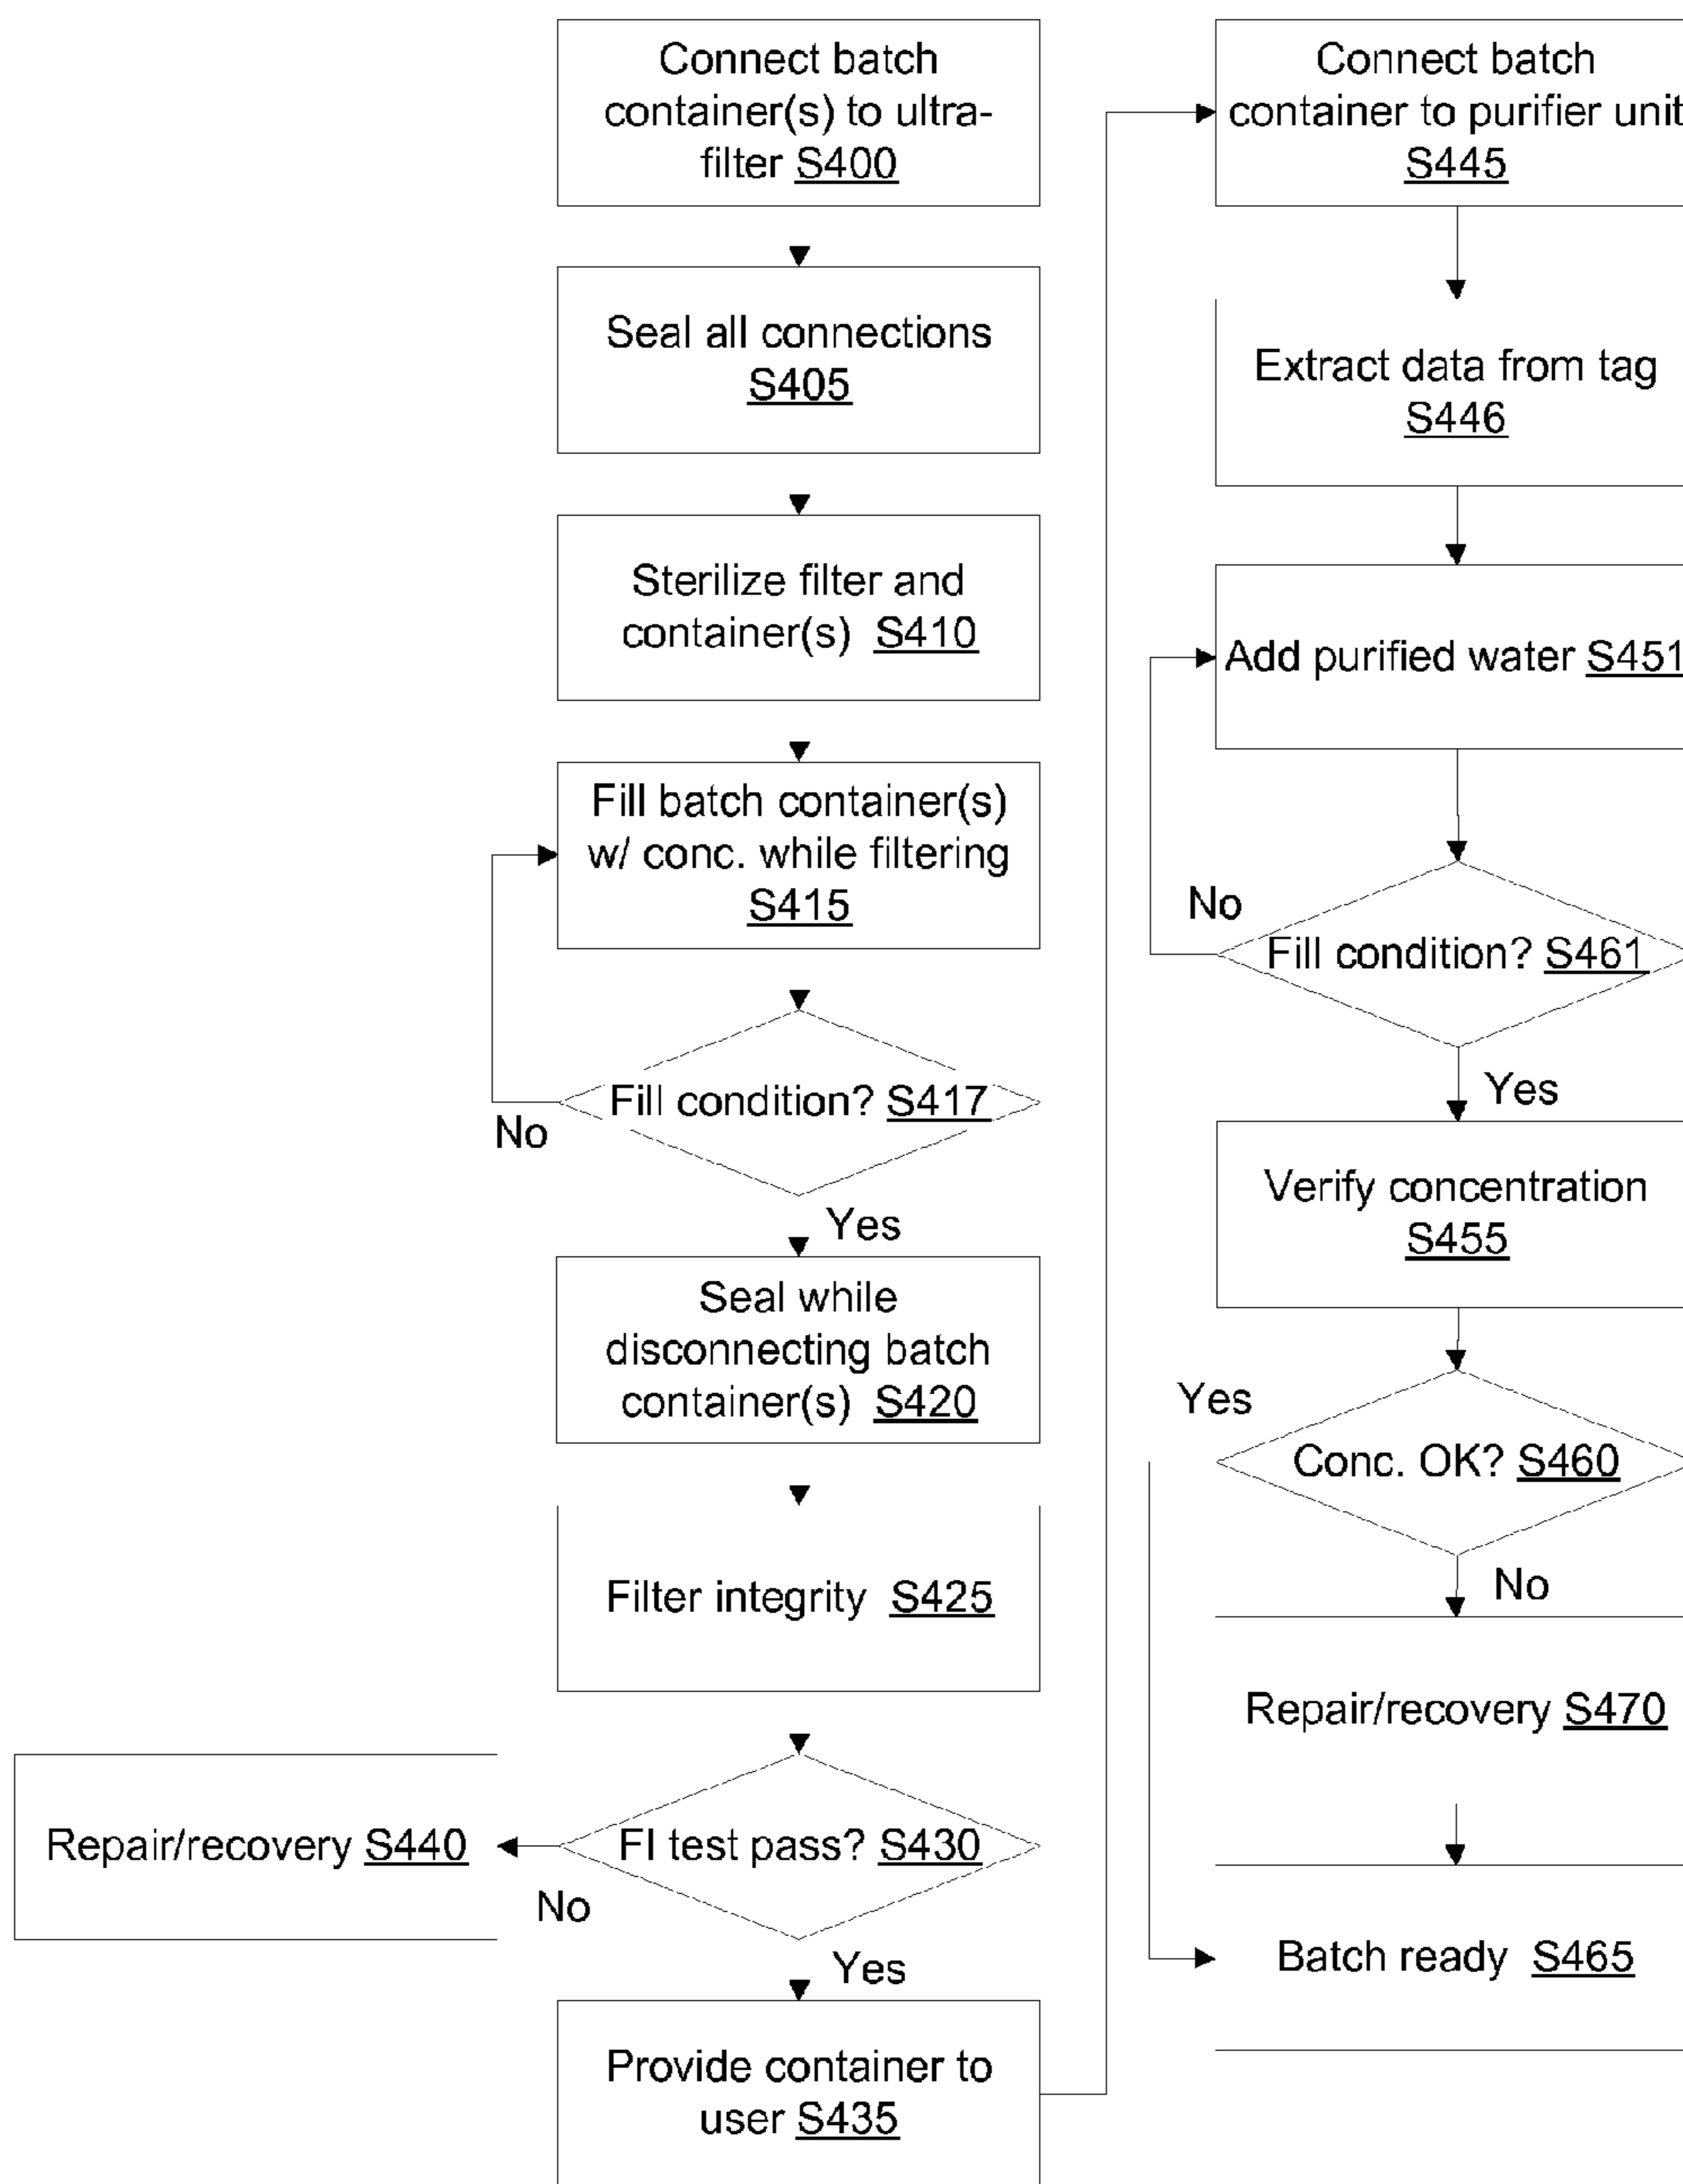 Connect batch
container(s) to ultra-
filter S400
Seal all connections
S405
Sterilize filter and
container(s) S410
Fill batch container(s)
w/ conc. while filtering
S415
Fill condition? S417
No
Yes
Seal while
disconnecting batch
container(s) S420
Filter integrity S425
FI test pass? S430
No
Repair/recovery S440
Yes
Provide container to
user S435
Connect batch
container to purifier unit
S445
Extract data from tag
S446
Add purified water S451
No
Fill condition? S461
Yes
Verify concentration
S455
Yes
Conc. OK? S460
No
Repair/recovery S470
Batch ready S465